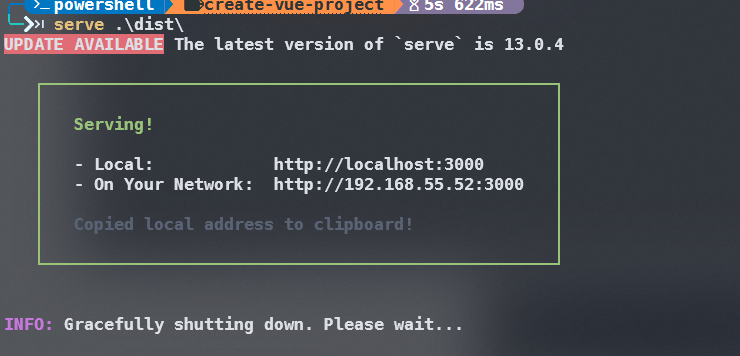 powershell create-vue-project 5s 622ms
serve .\dist\
UPDATE AVAILABLE The latest version of `serve` is 13.0.4
Serving!
- Local: http://localhost:3000
- On Your Network: http://192.168.55.52:3000
Copied local address to clipboard!
INFO: Gracefully shutting down. Please wait...